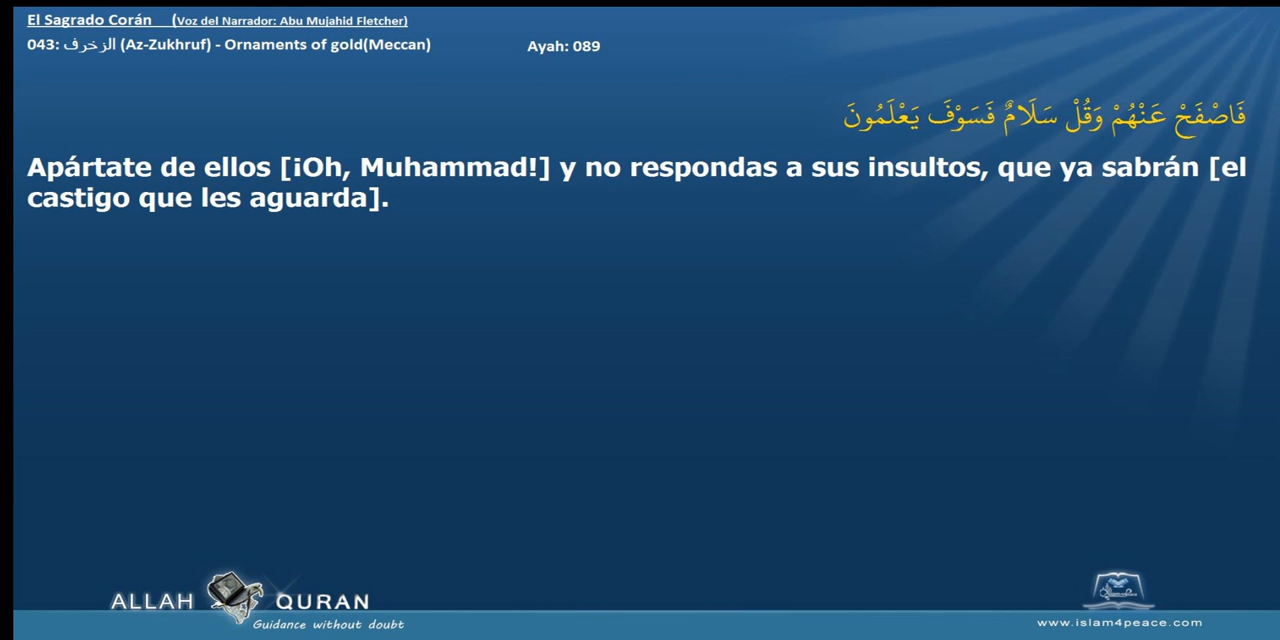 El Sagrado Corán (Voz del Narrador: Abu Mujahid Fletcher)
043: الزخرف (Az-Zukhruf) - Ornaments of gold(Meccan) Ayah: 089
فَاصْفَحْ عَنْهُمْ وَقُلْ سَلَامٌ فَسَوْفَ يَعْلَمُونَ
Apártate de ellos [¡Oh, Muhammad!] y no respondas a sus insultos, que ya sabrán [el
castigo que les aguarda].
ALLAH QURAN
Guidance without doubt
www.islam4peace.com